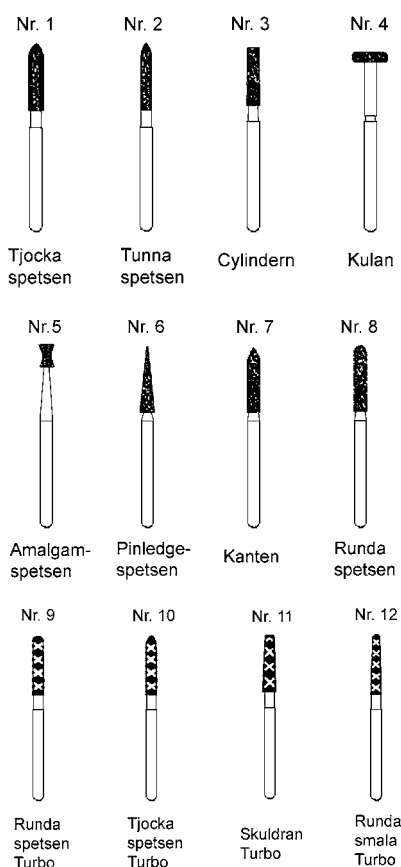 Nr. 1 Nr. 2 Nr. 3 Nr. 4
Tjocka Tunna Cylindern Kulan
spetsen spetsen
Nr.5 Nr. 6 Nr. 7 Nr. 8
Amalgam- Pinledge- Kanten Runda
spetsen spetsen spetsen
Nr. 9 Nr. 10 Nr. 11 Nr. 12
Runda Tjocka Skuldran Runda
spetsen spetsen Turbo smala
Turbo Turbo Turbo